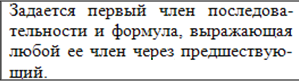 Задается первый член последова-
тельности и формула, выражающая
любой ее член через предшествую-
щий.